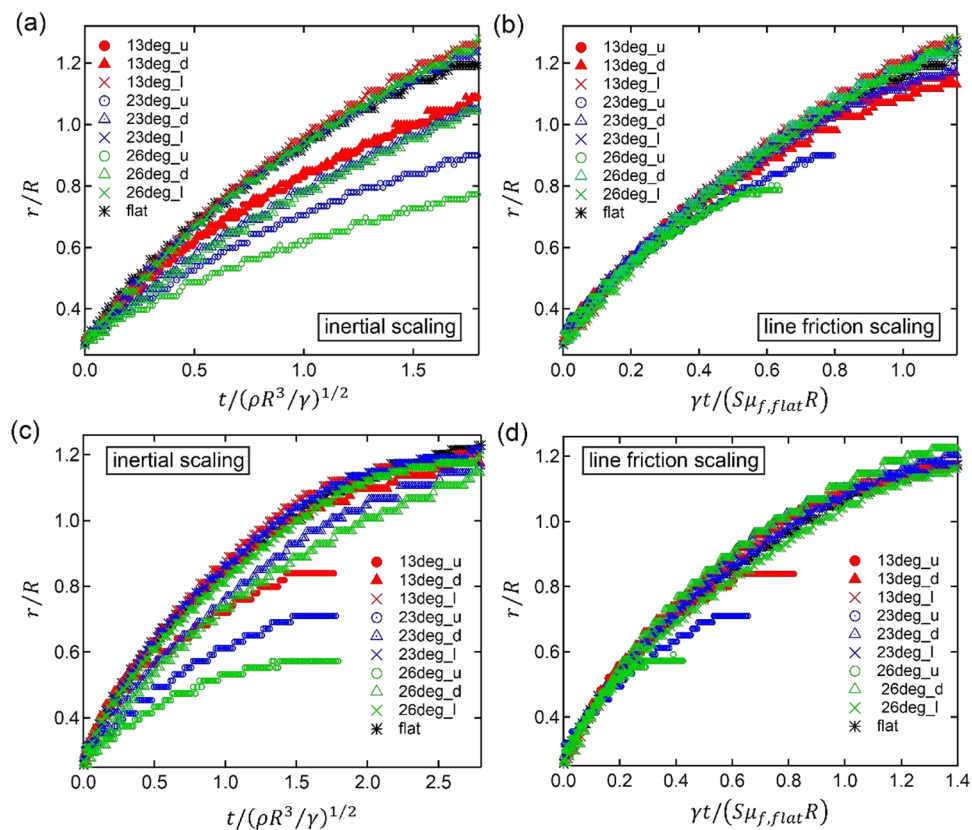 (a)
1.2
1.0
0.8
0.6
0.4
r/R
13deg_u
13deg_d
13deg_l
23deg_u
23deg_d
23deg_l
26deg_u
26deg_d
26deg_l
flat
inertial scaling
0.0 0.5 1.0 1.5
t/(ρR³/γ)^{1/2}
(b)
1.2
1.0
0.8
0.6
0.4
r/R
13deg_u
13deg_d
13deg_l
23deg_u
23deg_d
23deg_l
26deg_u
26deg_d
26deg_l
flat
line friction scaling
0.0 0.2 0.4 0.6 0.8 1.0
γt/(Sμ_{f,flat}R)
(c)
inertial scaling
1.2
1.0
0.8
0.6
0.4
r/R
13deg_u
13deg_d
13deg_l
23deg_u
23deg_d
23deg_l
26deg_u
26deg_d
26deg_l
flat
0.0 0.5 1.0 1.5 2.0 2.5
t/(ρR³/γ)^{1/2}
(d)
line friction scaling
1.2
1.0
0.8
0.6
0.4
r/R
13deg_u
13deg_d
13deg_l
23deg_u
23deg_d
23deg_l
26deg_u
26deg_d
26deg_l
flat
0.0 0.2 0.4 0.6 0.8 1.0 1.2 1.4
γt/(Sμ_{f,flat}R)